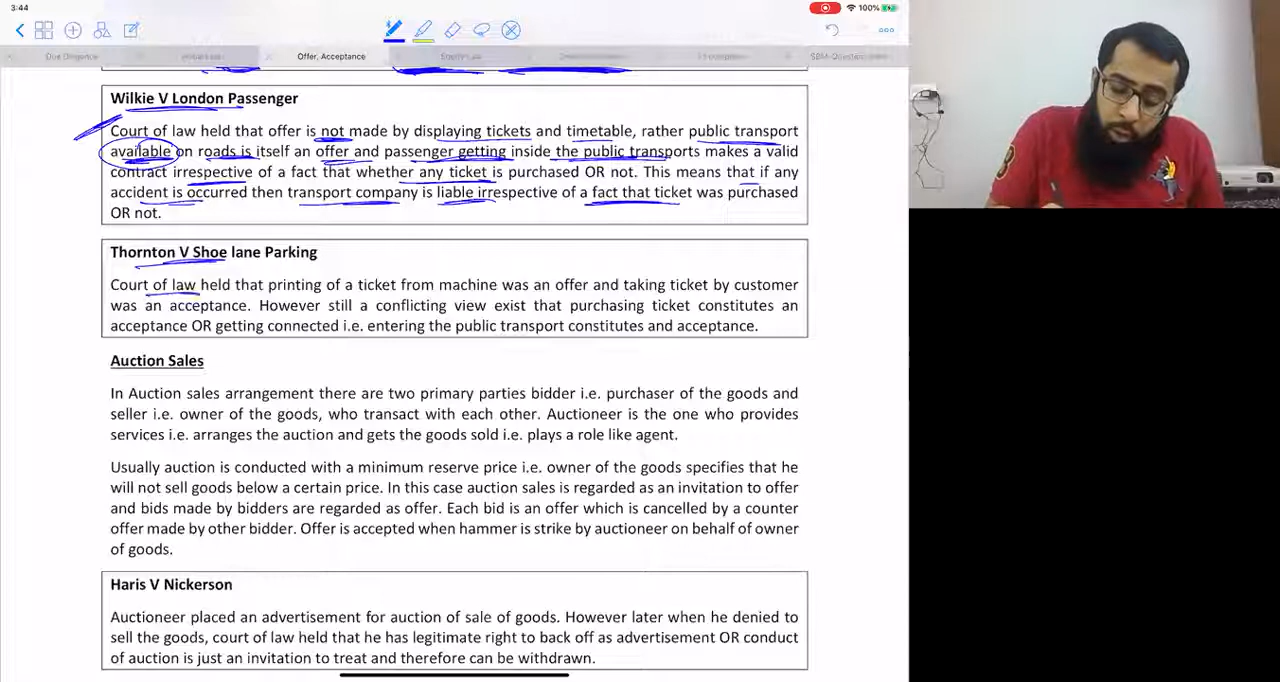 3:44
100%
Due Diligence
Offer, Acceptance
Equity Law
SBM-Question
Wilkie V London Passenger
Court of law held that offer is not made by displaying tickets and timetable, rather public transport
available on roads is itself an offer and passenger getting inside the public transports makes a valid
contract irrespective of a fact that whether any ticket is purchased OR not. This means that if any
accident is occurred then transport company is liable irrespective of a fact that ticket was purchased
OR not.
Thornton V Shoe lane Parking
Court of law held that printing of a ticket from machine was an offer and taking ticket by customer
was an acceptance. However still a conflicting view exist that purchasing ticket constitutes an
acceptance OR getting connected i.e. entering the public transport constitutes and acceptance.
Auction Sales
In Auction sales arrangement there are two primary parties bidder i.e. purchaser of the goods and
seller i.e. owner of the goods, who transact with each other. Auctioneer is the one who provides
services i.e. arranges the auction and gets the goods sold i.e. plays a role like agent.
Usually auction is conducted with a minimum reserve price i.e. owner of the goods specifies that he
will not sell goods below a certain price. In this case auction sales is regarded as an invitation to offer
and bids made by bidders are regarded as offer. Each bid is an offer which is cancelled by a counter
offer made by other bidder. Offer is accepted when hammer is strike by auctioneer on behalf of owner
of goods.
Haris V Nickerson
Auctioneer placed an advertisement for auction of sale of goods. However later when he denied to
sell the goods, court of law held that he has legitimate right to back off as advertisement OR conduct
of auction is just an invitation to treat and therefore can be withdrawn.